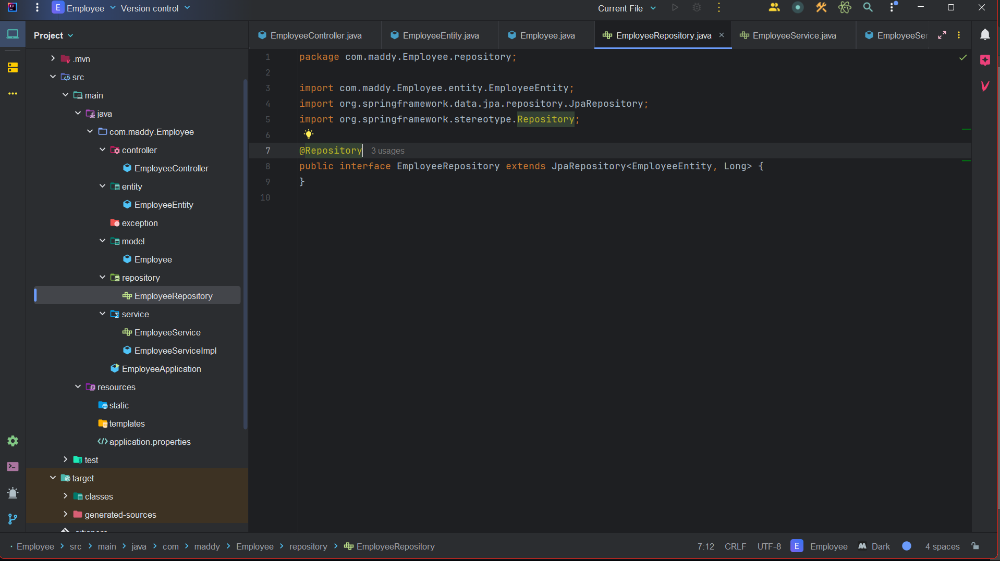 E Employee Version control Current File
Project
EmployeeController.java EmployeeEntity.java Employee.java EmployeeRepository.java EmployeeService.java EmployeeSer
.mvn
src
main
java
com.maddy.Employee
controller
EmployeeController
entity
EmployeeEntity
exception
model
Employee
repository
EmployeeRepository
service
EmployeeService
EmployeeServiceImpl
EmployeeApplication
resources
static
templates
application.properties
test
target
classes
generated-sources
1 package com.maddy.Employee.repository;
2
3 import com.maddy.Employee.entity.EmployeeEntity;
4 import org.springframework.data.jpa.repository.JpaRepository;
5 import org.springframework.stereotype.Repository;
6
7 @Repository 3 usages
8 public interface EmployeeRepository extends JpaRepository<EmployeeEntity, Long> {
9 }
10
Employee > src > main > java > com > maddy > Employee > repository > EmployeeRepository 7:12 CRLF UTF-8 E Employee Dark 4 spaces